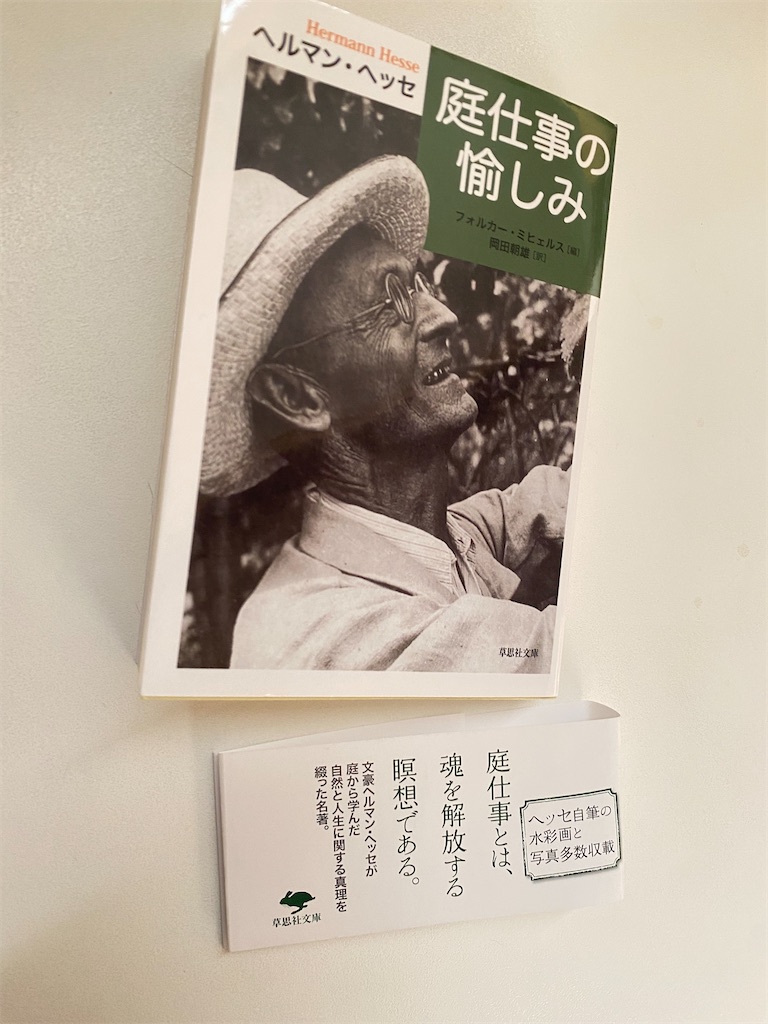 Hermann Hesse
ヘルマン・ヘッセ
庭仕事の
愉しみ
フォルカー・ミヒェルス［編］
岡田朝雄［訳］
草思社文庫
ヘッセ自筆の
水彩画と
写真多数収載
庭仕事とは、
魂を解放する
瞑想である。
文豪ヘルマン・ヘッセが
庭から学んだ
自然と人生に関する真理を
綴った名著。
草思社文庫